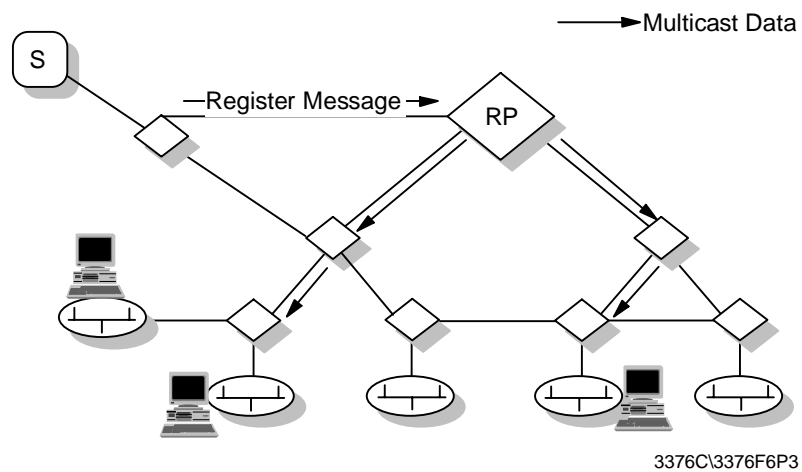 Multicast Data
S
Register Message
RP
3376C\3376F6P3